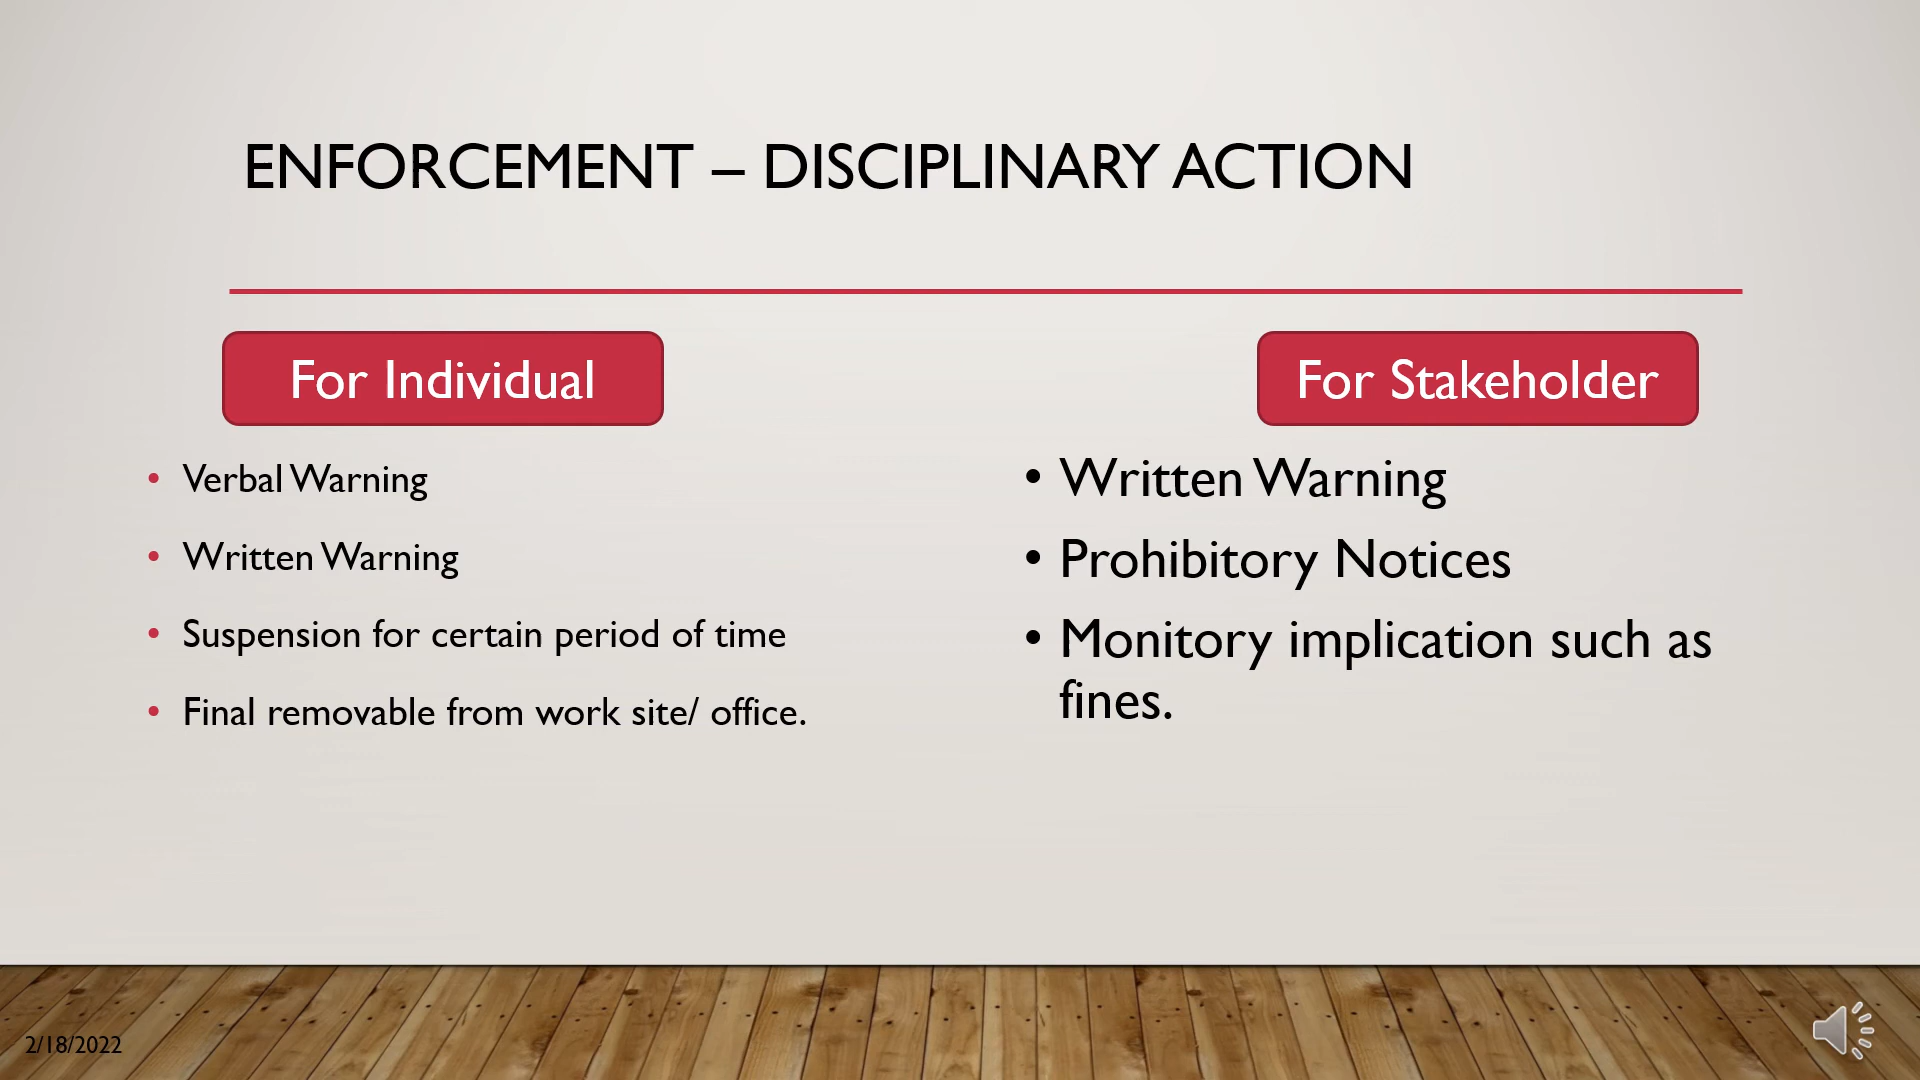 ENFORCEMENT – DISCIPLINARY ACTION
For Individual
• Verbal Warning
• Written Warning
• Suspension for certain period of time
• Final removable from work site/ office.
For Stakeholder
• Written Warning
• Prohibitory Notices
• Monitory implication such as
fines.
2/18/2022